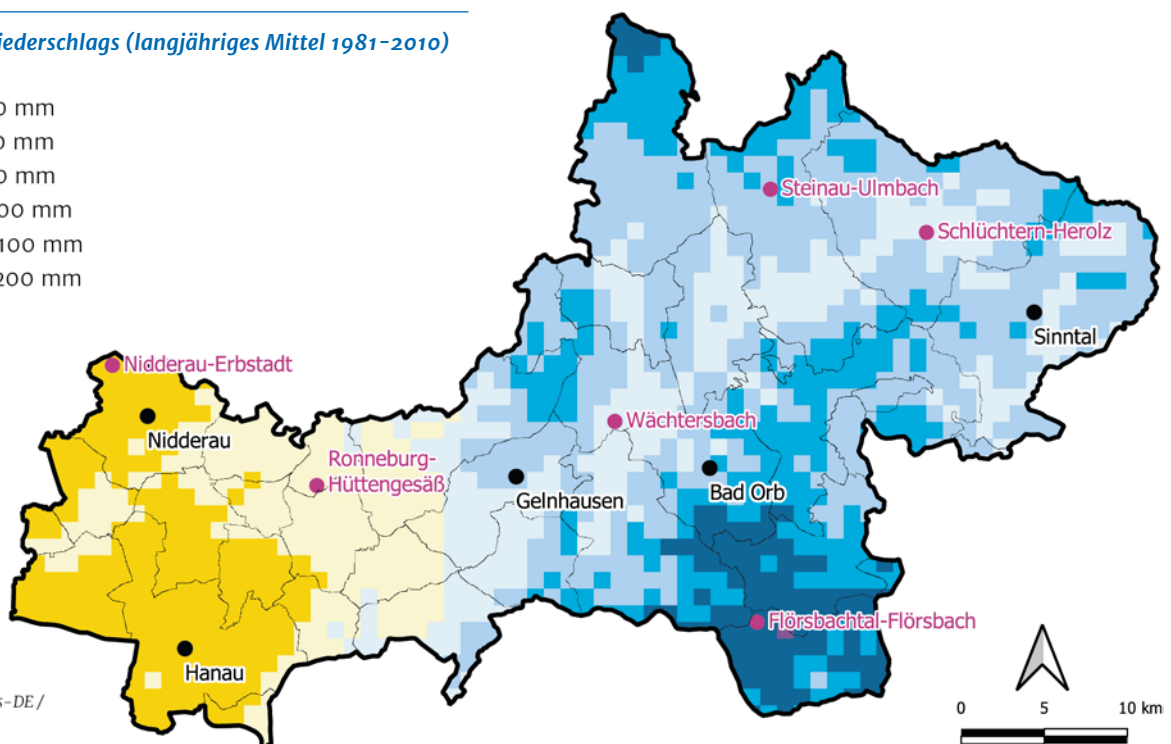 iederschlags (langjähriges Mittel 1981-2010)
0 mm
0 mm
0 mm
00 mm
100 mm
200 mm
Steinau-Ulmbach
Schlüchtern-Herolz
Sinntal
Nidderau-Erbstadt
Nidderau
Wächtersbach
Ronneburg-
Hüttengesäß
Gelnhausen
Bad Orb
Flörsbachtal-Flörsbach
Hanau
s-DE /
0 5 10 km